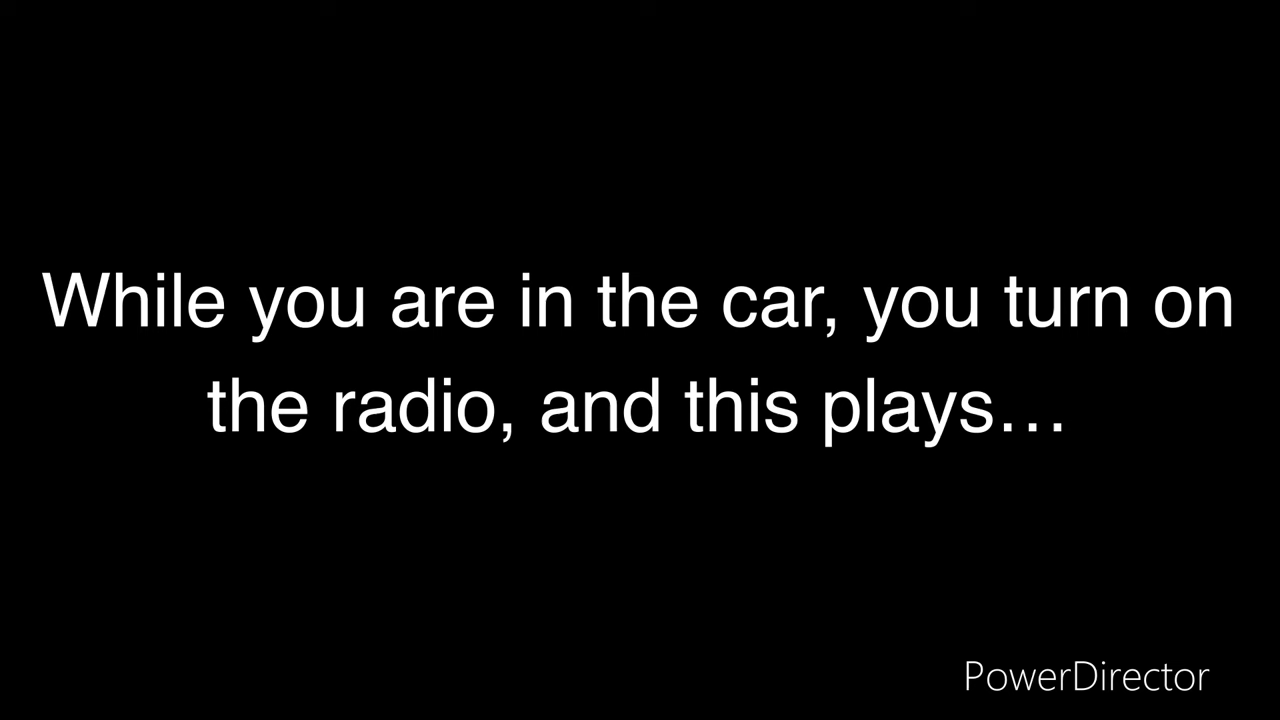 While you are in the car, you turn on
the radio, and this plays…
PowerDirector